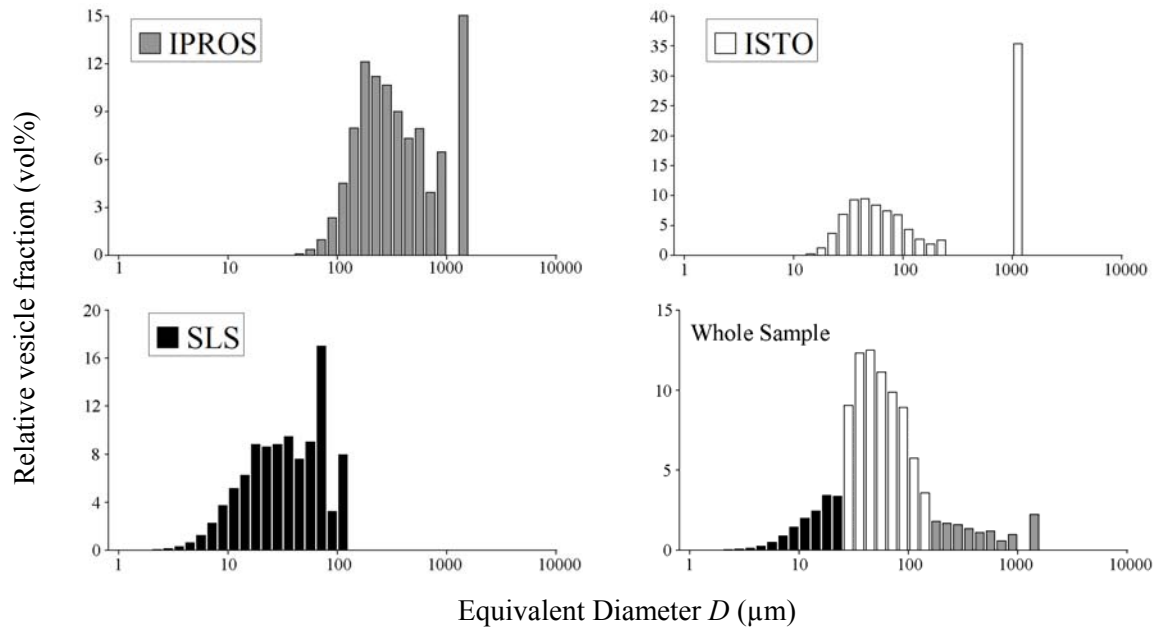 Relative vesicle fraction (vol%)
IPROS
15
12
9
6
3
0
1 10 100 1000 10000
ISTO
40
35
30
25
20
15
10
5
0
1 10 100 1000 10000
SLS
20
16
12
8
4
0
1 10 100 1000 10000
Whole Sample
15
10
5
0
1 10 100 1000 10000
Equivalent Diameter D (µm)